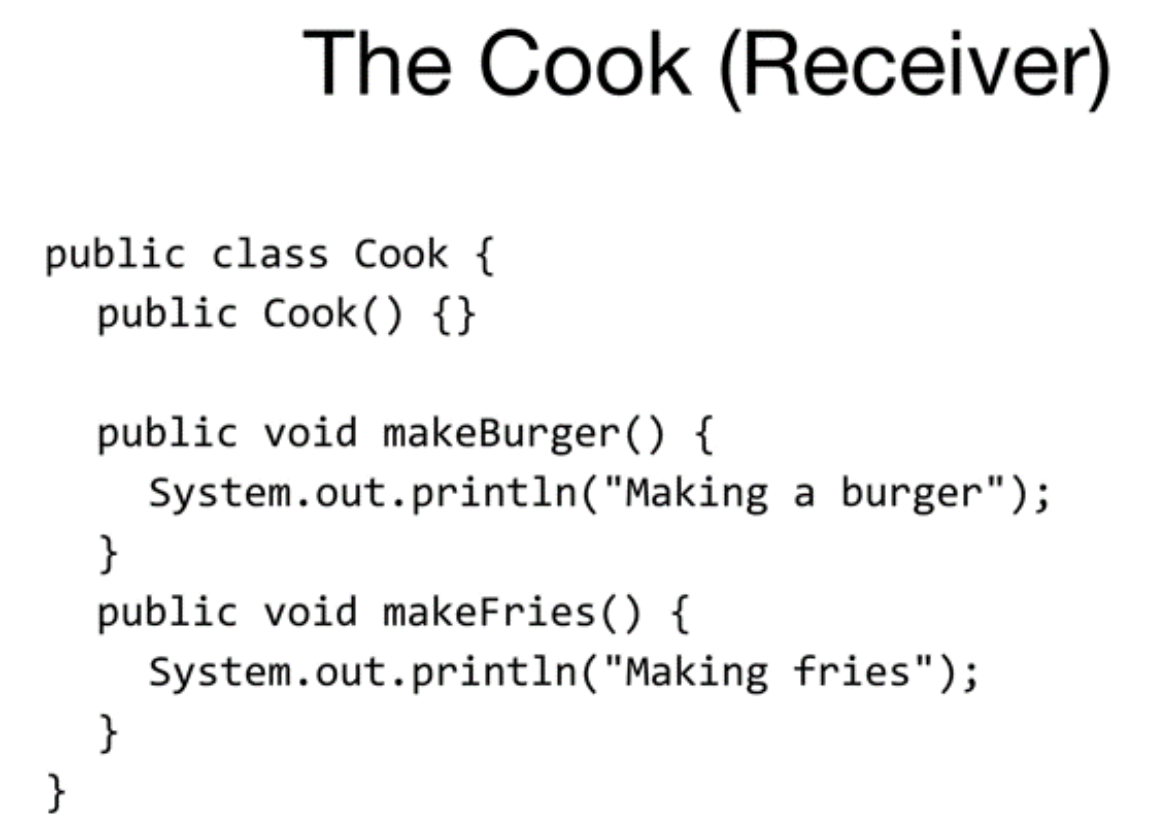 The Cook (Receiver)
public class Cook {
public Cook() {}
public void makeBurger() {
System.out.println("Making a burger");
}
public void makeFries() {
System.out.println("Making fries");
}
}